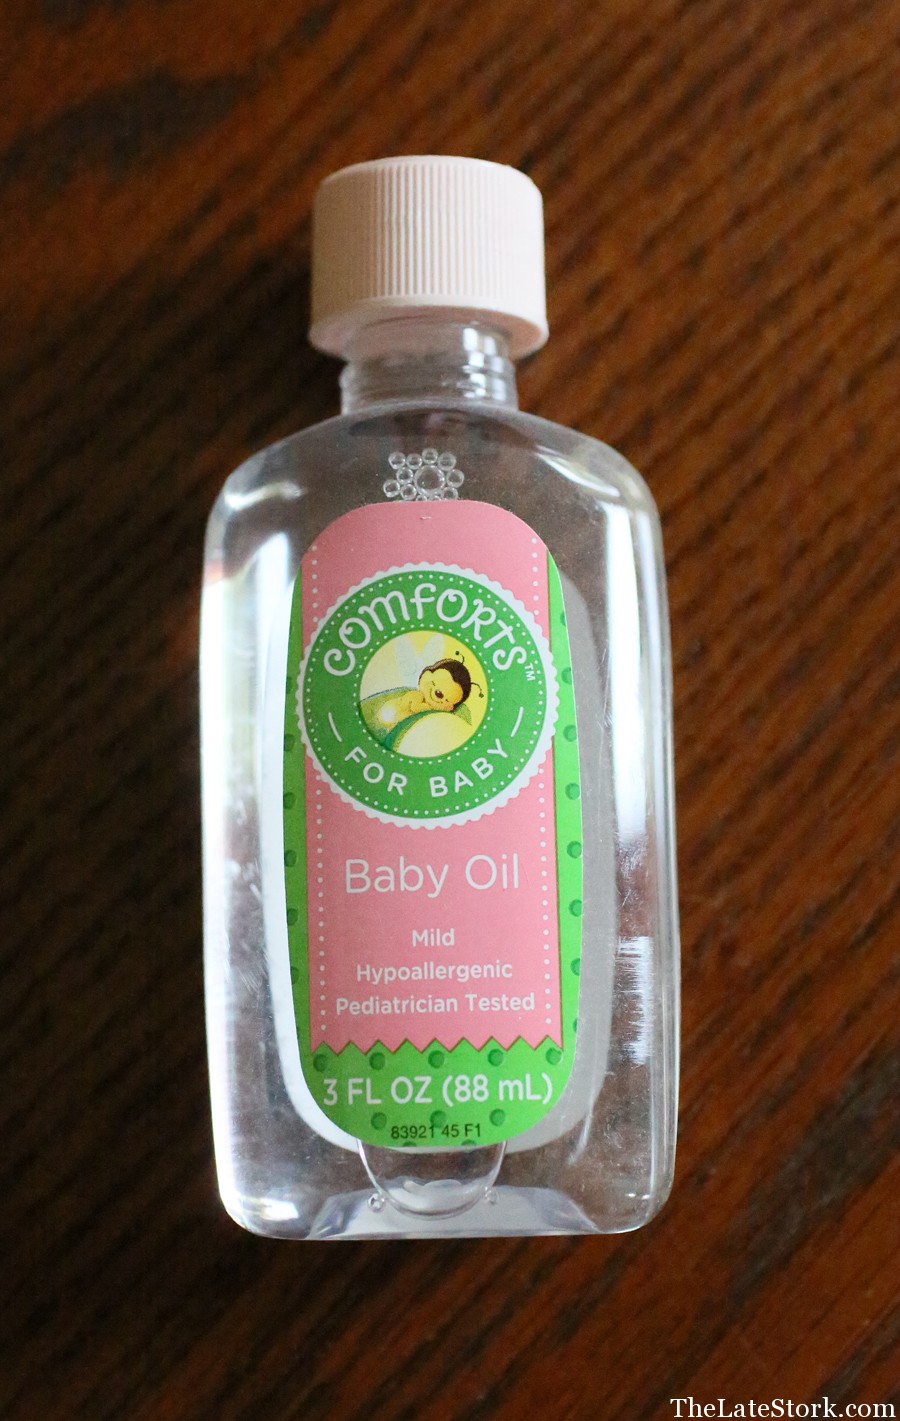 COMFORTS™
FOR BABY
Baby Oil
Mild
Hypoallergenic
Pediatrician Tested
3 FL OZ (88 mL)
83921 45 F1
TheLateStork.com